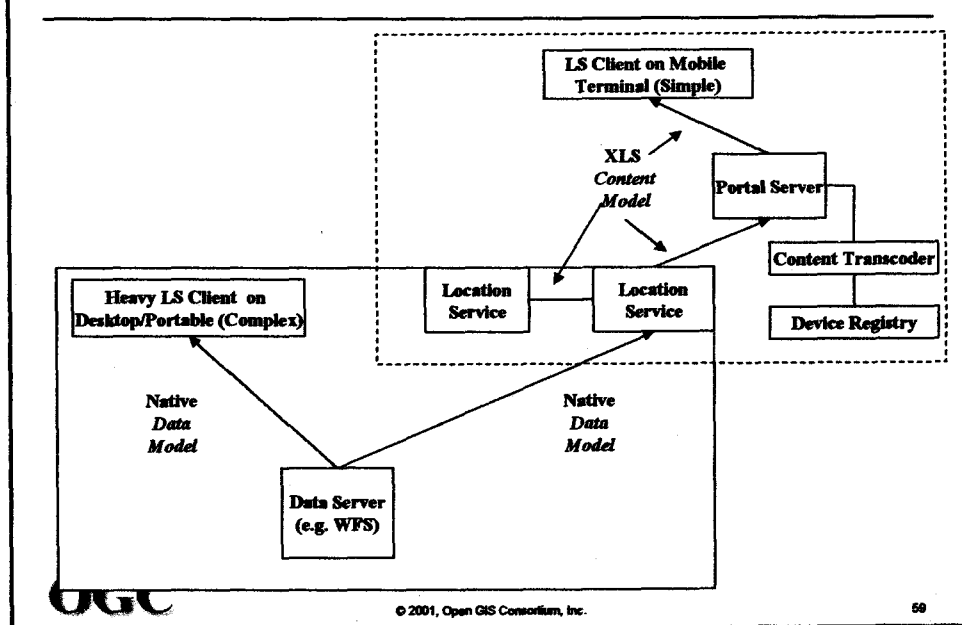 LS Client on Mobile
Terminal (Simple)
XLS
Content
Model
Portal Server
Content Transcoder
Device Registry
Heavy LS Client on
Desktop/Portable (Complex)
Location
Service
Location
Service
Native
Data
Model
Native
Data
Model
Data Server
(e.g. WFS)
OGC
© 2001, Open GIS Consortium, Inc.
59